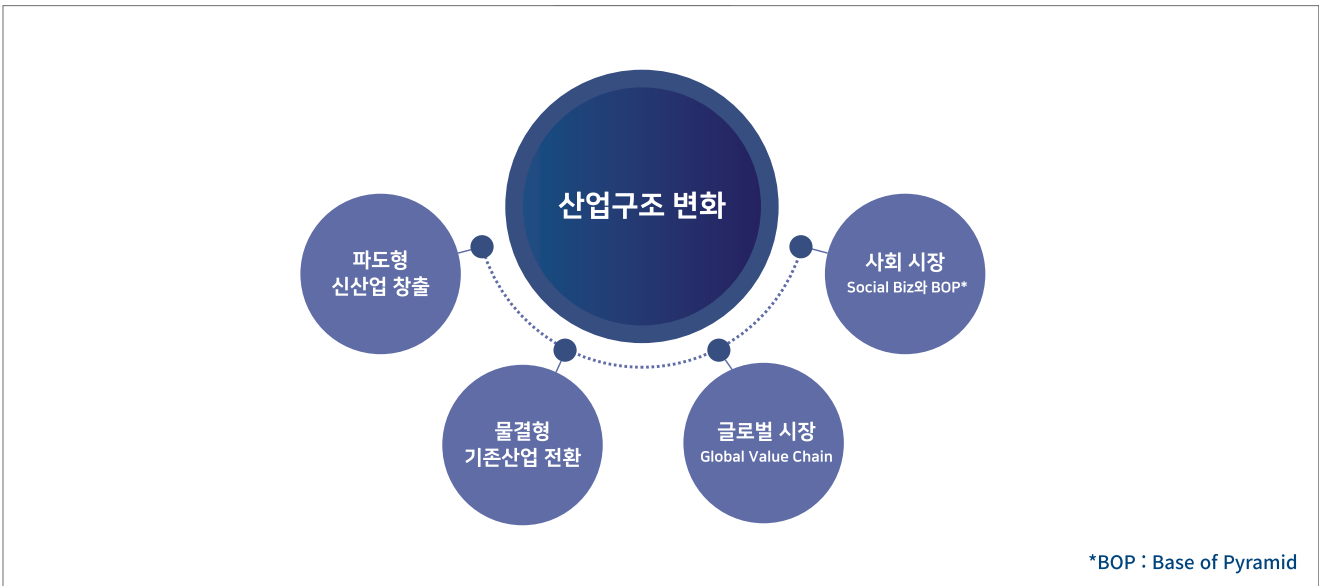 산업구조 변화
파도형
신산업 창출
물결형
기존산업 전환
글로벌 시장
Global Value Chain
사회 시장
Social Biz와 BOP*
*BOP : Base of Pyramid